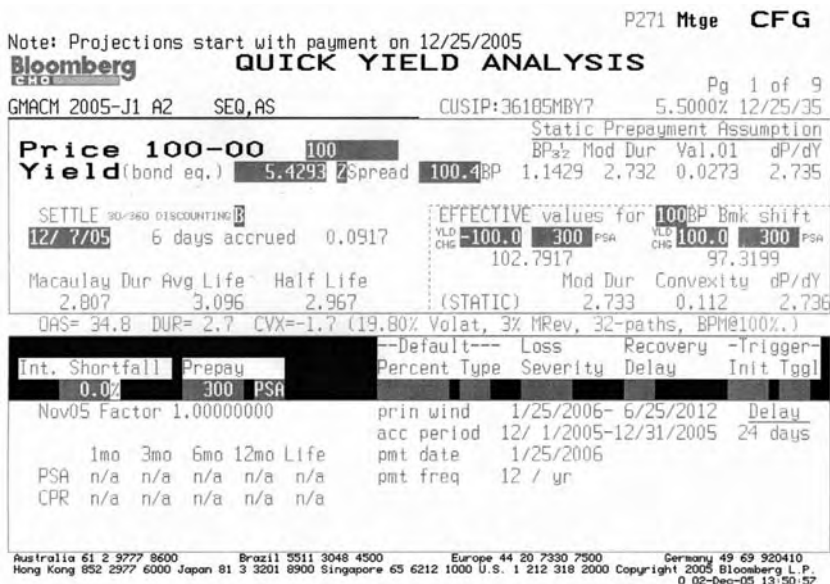 P271 Mtge CFG
Note: Projections start with payment on 12/25/2005
Bloomberg QUICK YIELD ANALYSIS
CMO
Pg 1 of 9
GMACM 2005-J1 A2 SEQ,AS CUSIP:36185MBY7 5.5000% 12/25/35
Static Prepayment Assumption
Price 100-00 100 BP³² Mod Dur Val.01 dP/dY
Yield(bond eq.) 5.4293 ZSpread 100.4BP 1.1429 2.732 0.0273 2.735
SETTLE 30/360 DISCOUNTING B EFFECTIVE values for 100BP Bmk shift
12/ 7/05 6 days accrued 0.0917 YLD CHG -100.0 300 PSA YLD CHG 100.0 300 PSA
102.7917 97.3199
Macaulay Dur Avg Life Half Life Mod Dur Convexity dP/dY
2.807 3.096 2.967 (STATIC) 2.733 0.112 2.736
OAS= 34.8 DUR= 2.7 CVX=-1.7 (19.80% Volat, 3% MRev, 32-paths, BPM@100%.)
---Default--- Loss Recovery -Trigger-
Int. Shortfall Prepay Percent Type Severity Delay Init Tggl
0.0% 300 PSA
Nov05 Factor 1.00000000 prin wind 1/25/2006- 6/25/2012 Delay
acc period 12/ 1/2005-12/31/2005 24 days
1mo 3mo 6mo 12mo Life pmt date 1/25/2006
PSA n/a n/a n/a n/a n/a pmt freq 12 / yr
CPR n/a n/a n/a n/a n/a
Australia 61 2 9777 8600 Brazil 5511 3048 4500 Europe 44 20 7330 7500 Germany 49 69 920410
Hong Kong 852 2977 6000 Japan 81 3 3201 8900 Singapore 65 6212 1000 U.S. 1 212 318 2000 Copyright 2005 Bloomberg L.P.
0 02-Dec-05 13:50:57